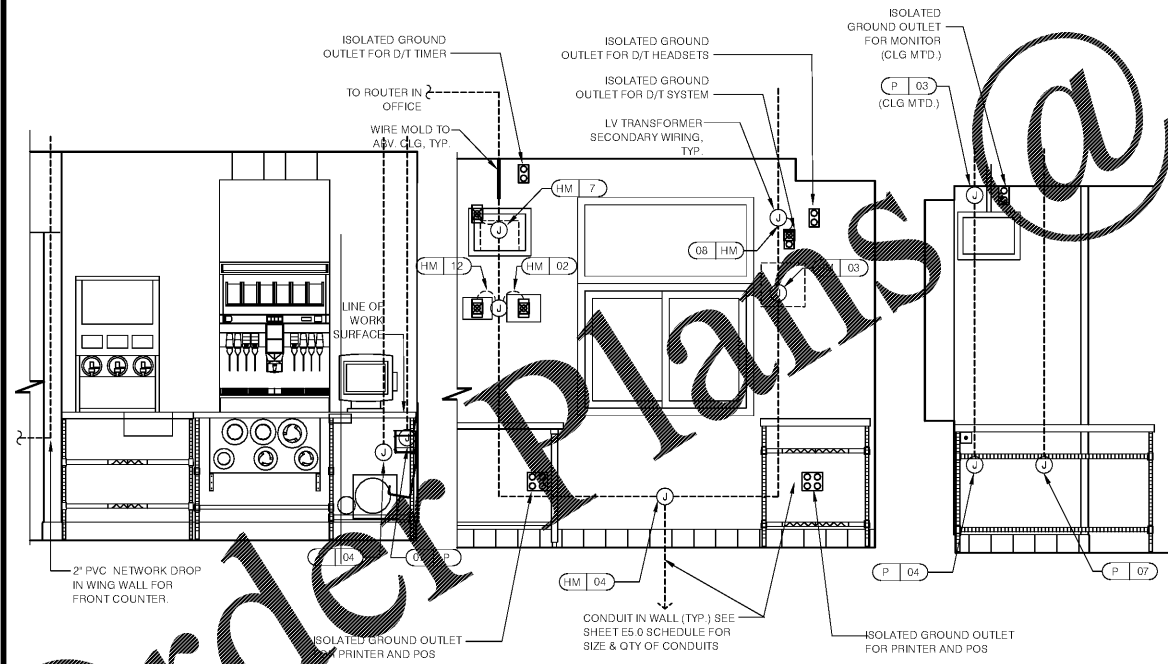 ISOLATED GROUND
OUTLET FOR D/T TIMER
TO ROUTER IN
OFFICE
WIRE MOLD TO
ABV. CLG, TYP.
ISOLATED GROUND
OUTLET FOR D/T HEADSETS
ISOLATED GROUND
OUTLET FOR D/T SYSTEM
LV TRANSFORMER
SECONDARY WIRING,
TYP.
ISOLATED
GROUND OUTLET
FOR MONITOR
(CLG MT'D.)
P 03
(CLG MT'D.)
J
HM 7
J
J
08 HM
HM 12
HM 02
J
03
J
J
LINE OF
WORK
SURFACE
J
J
J
J
J
04
P
HM 04
P 04
P 07
2" PVC NETWORK DROP
IN WING WALL FOR
FRONT COUNTER.
ISOLATED GROUND OUTLET
FOR PRINTER AND POS
CONDUIT IN WALL (TYP.) SEE
SHEET E5.0 SCHEDULE FOR
SIZE & QTY OF CONDUITS
ISOLATED GROUND OUTLET
FOR PRINTER AND POS
Order Plans @